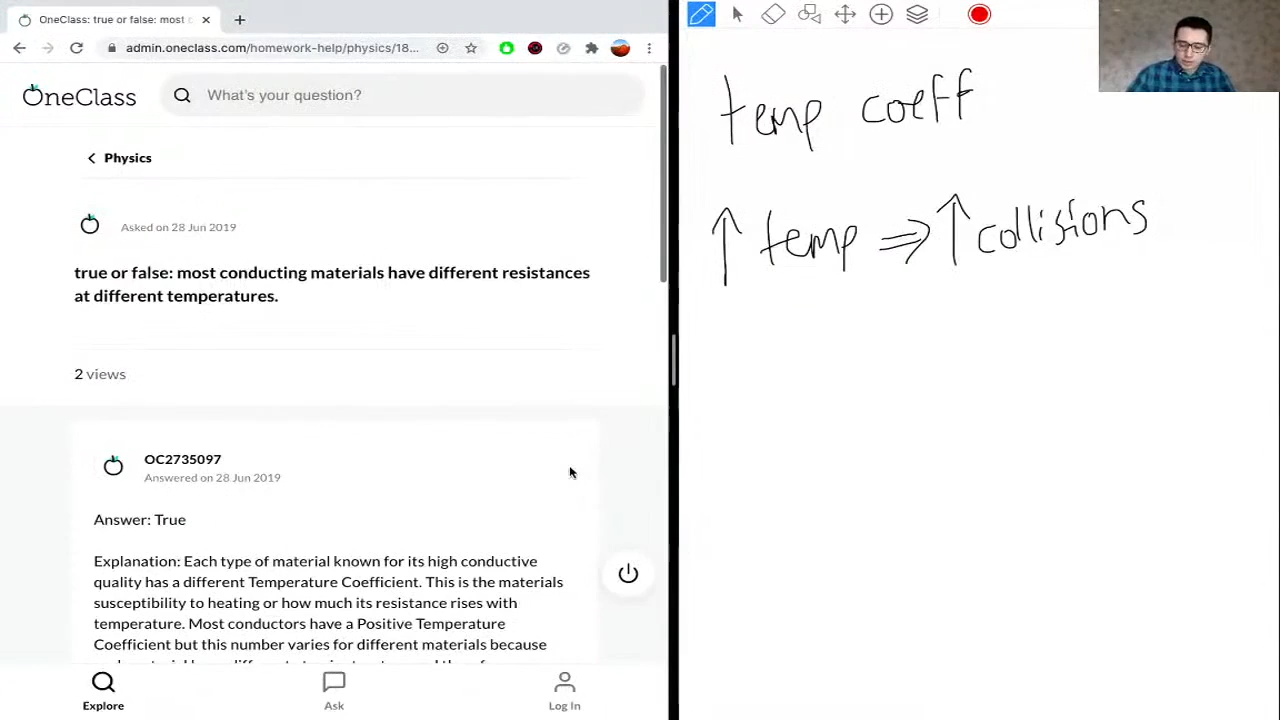 OneClass: true or false: most c
admin.oneclass.com/homework-help/physics/18...
OneClass
What's your question?
Physics
Asked on 28 Jun 2019
true or false: most conducting materials have different resistances
at different temperatures.
2 views
OC2735097
Answered on 28 Jun 2019
Answer: True
Explanation: Each type of material known for its high conductive
quality has a different Temperature Coefficient. This is the materials
susceptibility to heating or how much its resistance rises with
temperature. Most conductors have a Positive Temperature
Coefficient but this number varies for different materials because
Explore
Ask
Log In
temp coeff
↑ temp ⇒ ↑ collisions